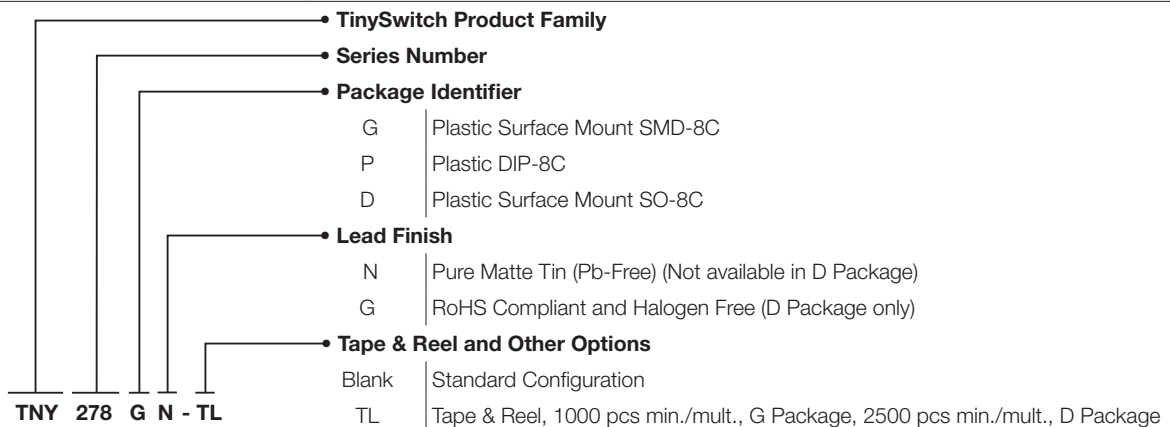 TinySwitch Product Family
Series Number
Package Identifier
G Plastic Surface Mount SMD-8C
P Plastic DIP-8C
D Plastic Surface Mount SO-8C
Lead Finish
N Pure Matte Tin (Pb-Free) (Not available in D Package)
G RoHS Compliant and Halogen Free (D Package only)
Tape & Reel and Other Options
Blank Standard Configuration
TNY 278 G N - TL TL Tape & Reel, 1000 pcs min./mult., G Package, 2500 pcs min./mult., D Package